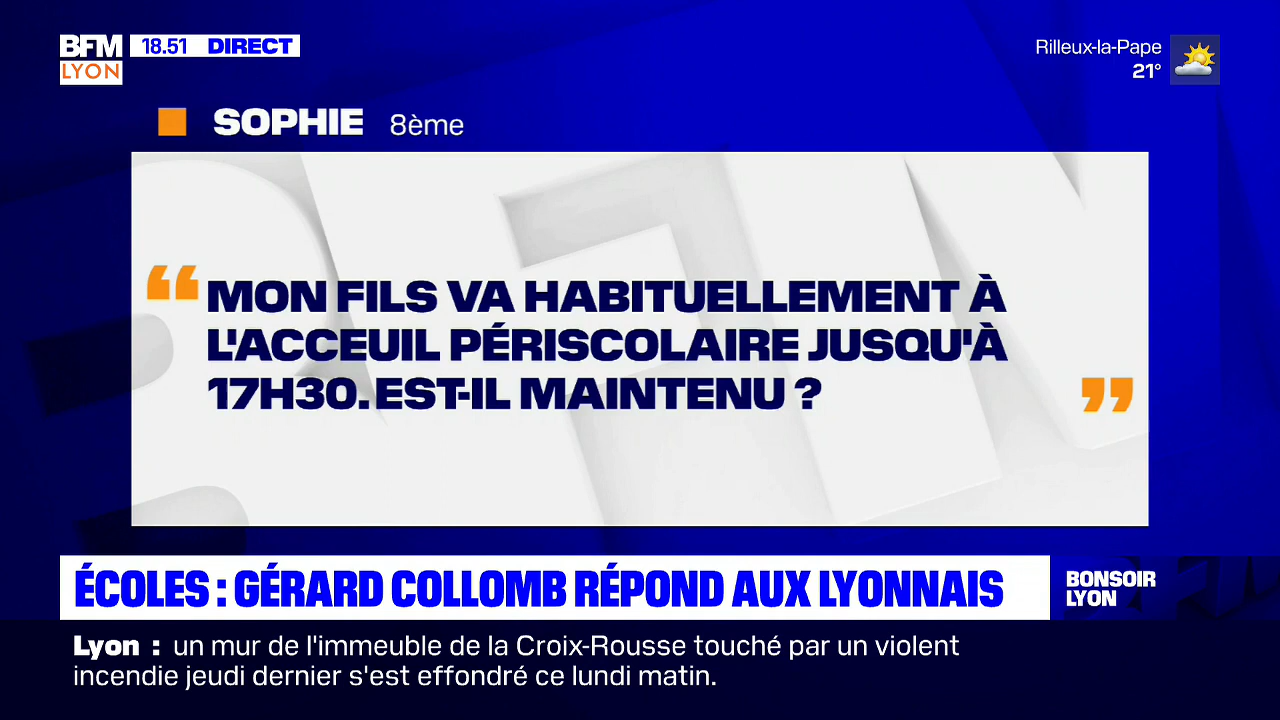 BFM
LYON
18.51 DIRECT
Rilleux-la-Pape
21°
SOPHIE 8ème
“MON FILS VA HABITUELLEMENT À
L'ACCEUIL PÉRISCOLAIRE JUSQU'À
17H30. EST-IL MAINTENU ? ”
ÉCOLES : GÉRARD COLLOMB RÉPOND AUX LYONNAIS
BONSOIR
LYON
Lyon : un mur de l'immeuble de la Croix-Rousse touché par un violent
incendie jeudi dernier s'est effondré ce lundi matin.